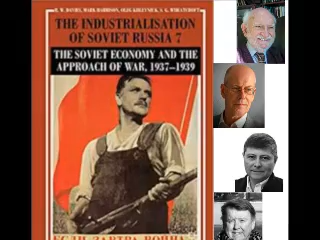 R. W. DAVIES, MARK HARRISON, OLEG KHLEVNIUK, S. G. WHEATCROFT
THE INDUSTRIALISATION
OF SOVIET RUSSIA 7
THE SOVIET ECONOMY AND THE
APPROACH OF WAR, 1937–1939
ЕСЛИ ЗАВТРА ВОЙНА